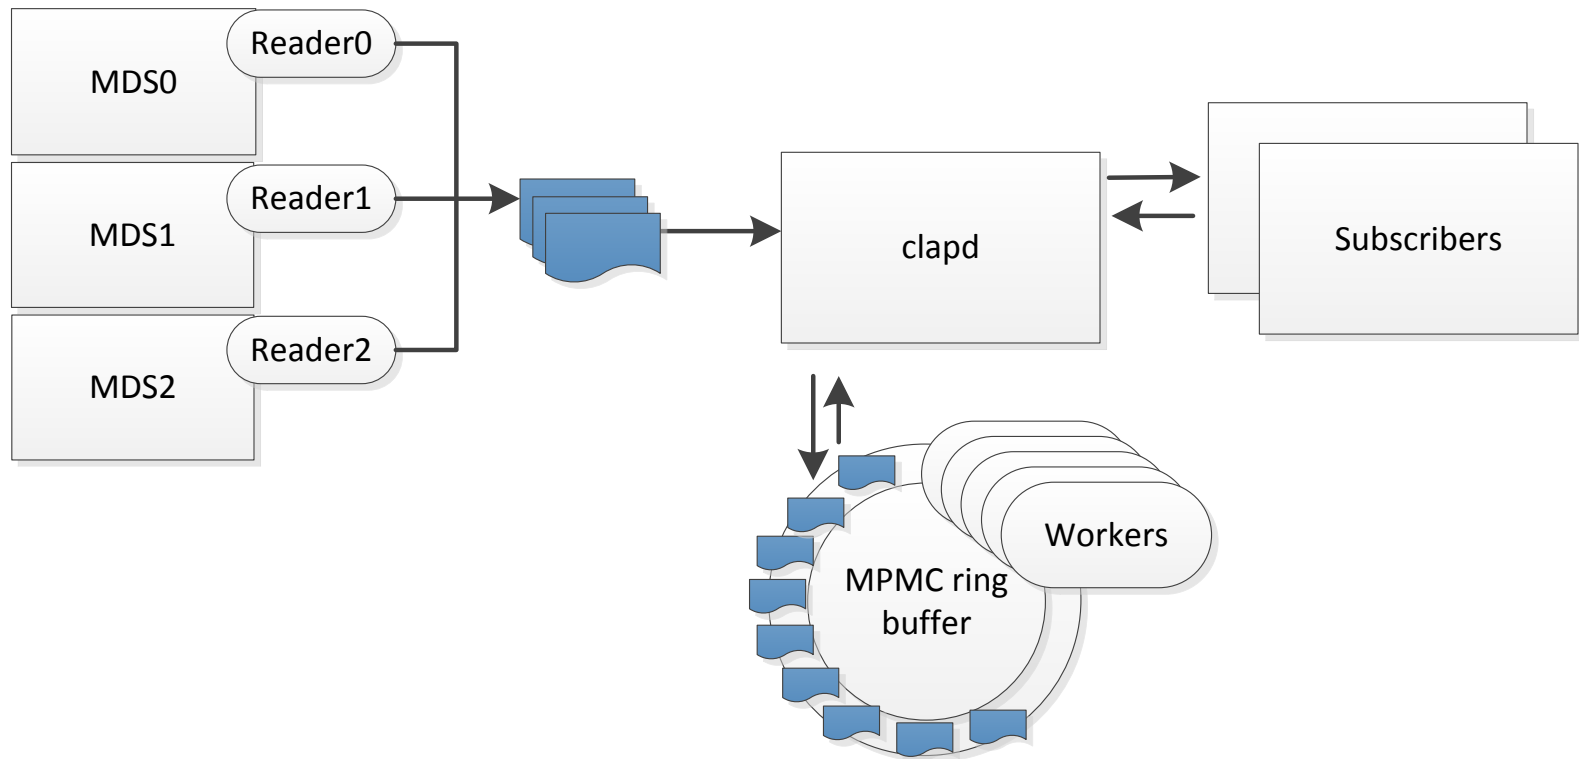 MDS0
Reader0
MDS1
Reader1
MDS2
Reader2
clapd
Subscribers
Workers
MPMC ring
buffer